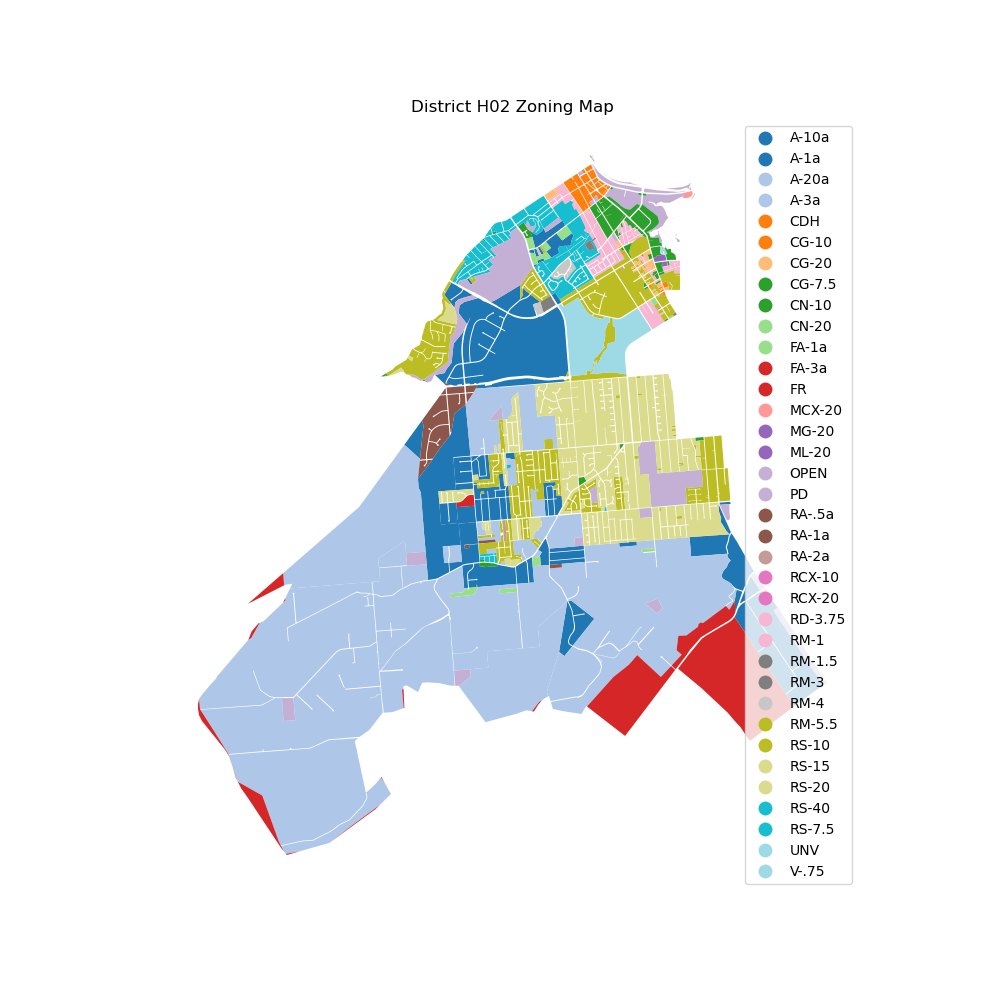 District H02 Zoning Map
A-10a
A-1a
A-20a
A-3a
CDH
CG-10
CG-20
CG-7.5
CN-10
CN-20
FA-1a
FA-3a
FR
MCX-20
MG-20
ML-20
OPEN
PD
RA-.5a
RA-1a
RA-2a
RCX-10
RCX-20
RD-3.75
RM-1
RM-1.5
RM-3
RM-4
RM-5.5
RS-10
RS-15
RS-20
RS-40
RS-7.5
UNV
V-.75